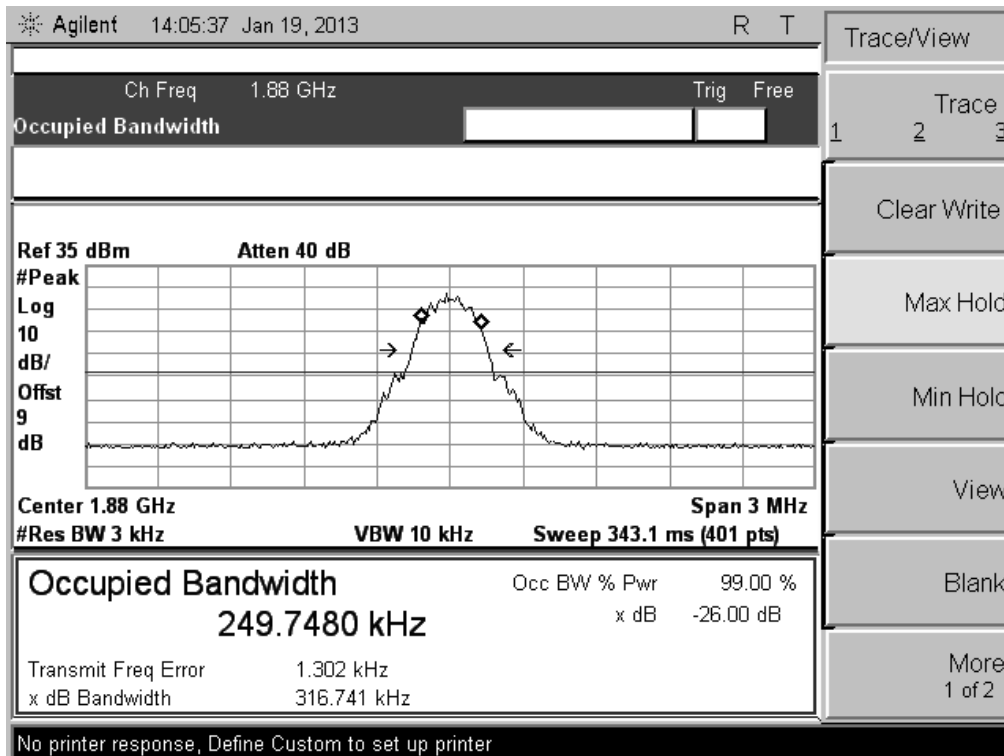 Agilent 14:05:37 Jan 19, 2013 R T
Trace/View
Ch Freq 1.88 GHz Trig Free
Occupied Bandwidth
Trace
1 2 3
Clear Write
Max Hold
Min Hold
View
Blank
More
1 of 2
Ref 35 dBm Atten 40 dB
#Peak
Log
10
dB/
Offst
9
dB
Center 1.88 GHz Span 3 MHz
#Res BW 3 kHz VBW 10 kHz Sweep 343.1 ms (401 pts)
Occupied Bandwidth
249.7480 kHz
Occ BW % Pwr 99.00 %
x dB -26.00 dB
Transmit Freq Error 1.302 kHz
x dB Bandwidth 316.741 kHz
No printer response, Define Custom to set up printer